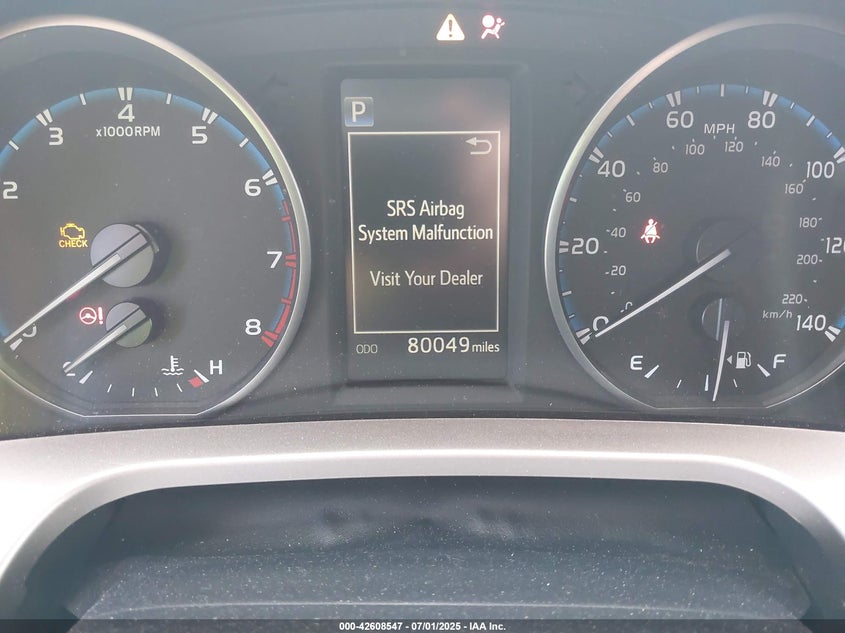 4
3
5
x1000RPM
2
6
CHECK
7
8
H
P
SRS Airbag
System Malfunction
Visit Your Dealer
ODO 80049 miles
60
80
MPH
100
120
40
80
140
100
60
160
40
180
20
120
20
200
0
220
km/h
140
E
F
000-42608547 - 07/01/2025 - IAA Inc.